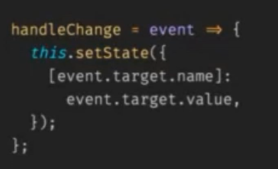 handleChange = event => {
this.setState({
[event.target.name]:
event.target.value,
});
};